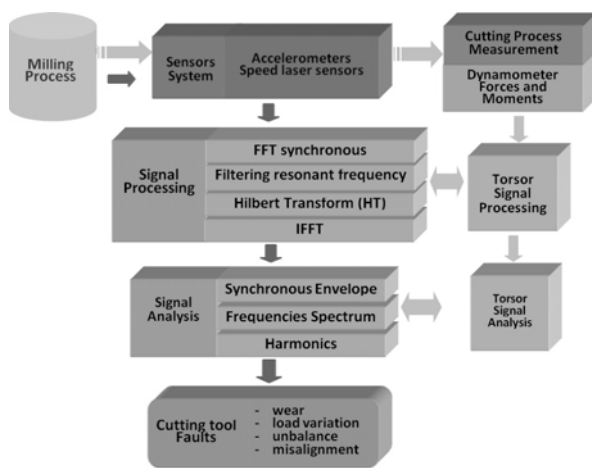 Milling
Process
Sensors
System
Accelerometers
Speed laser sensors
Cutting Process
Measurement
Dynamometer
Forces and
Moments
Signal
Processing
FFT synchronous
Filtering resonant frequency
Hilbert Transform (HT)
IFFT
Torsor
Signal
Processing
Signal
Analysis
Synchronous Envelope
Frequencies Spectrum
Harmonics
Torsor
Signal
Analysis
Cutting tool
Faults
- wear
- load variation
- unbalance
- misalignment